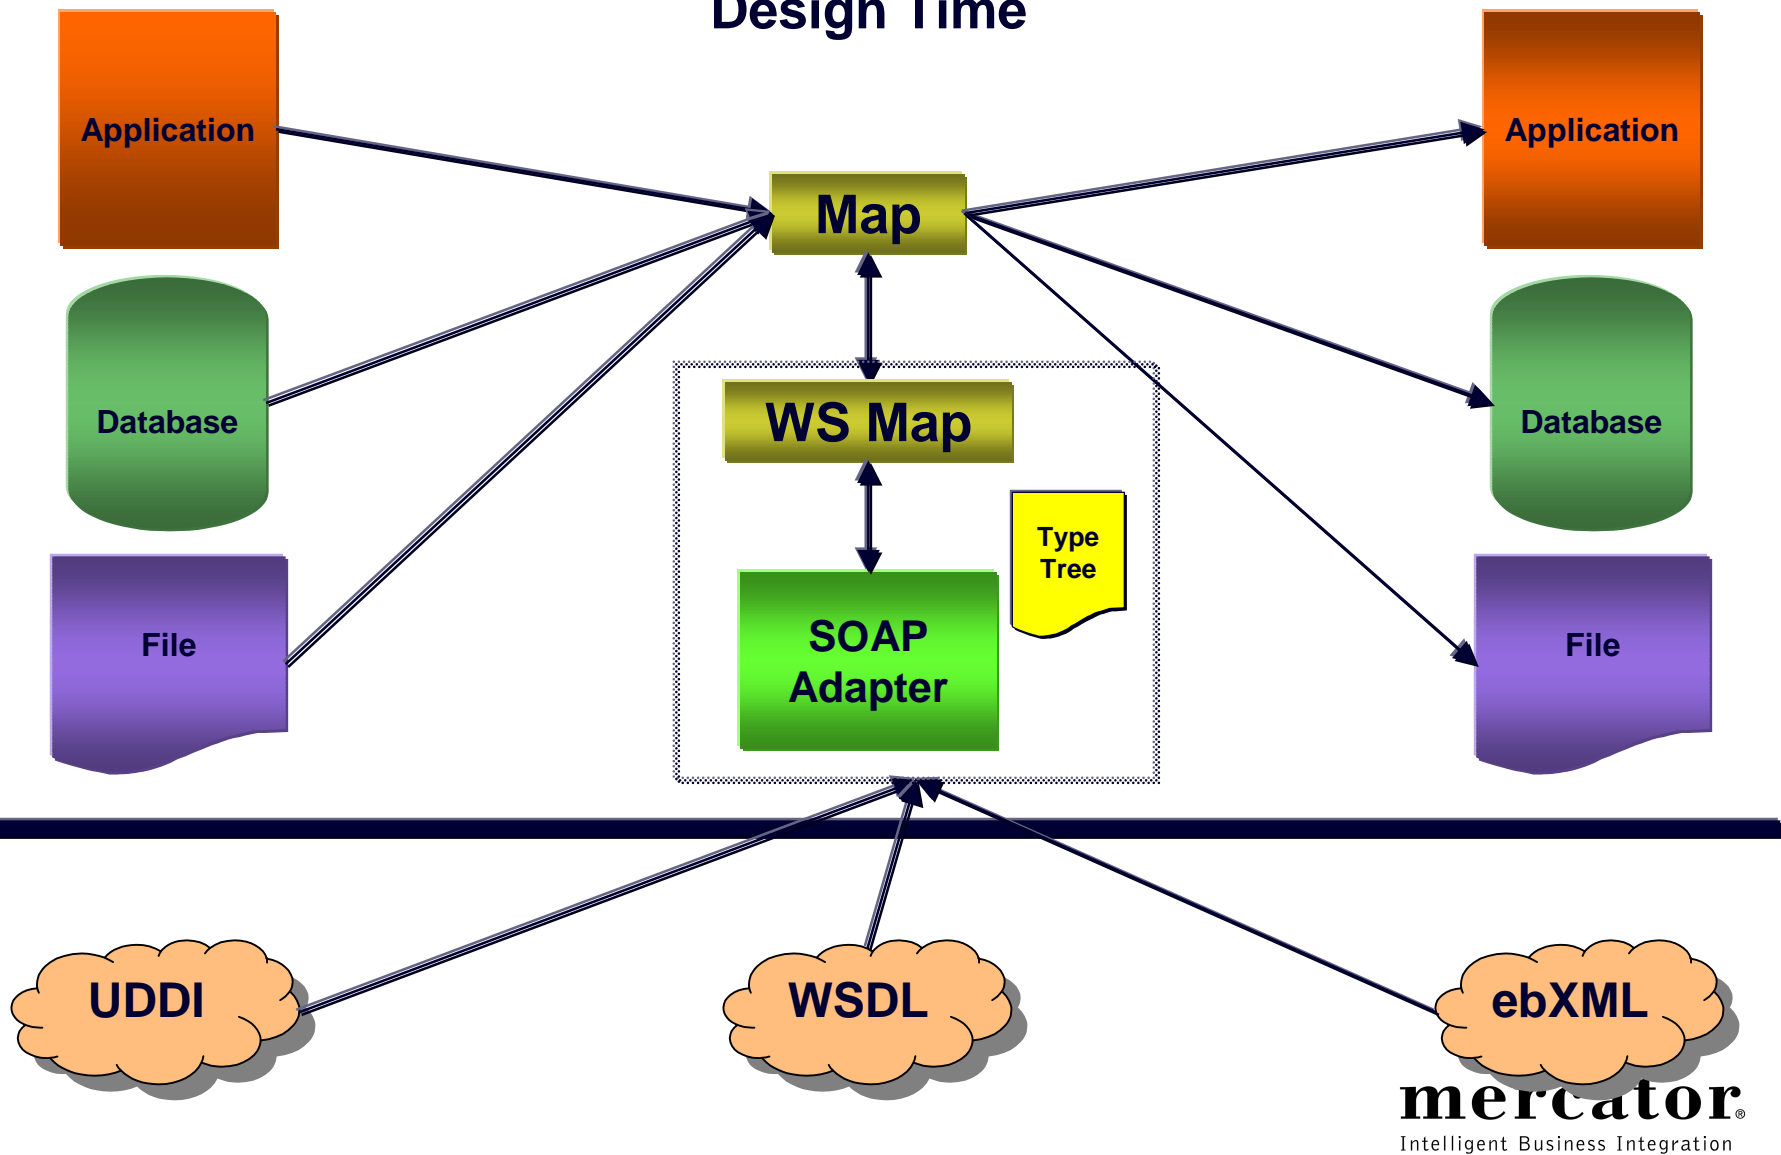 Design Time
Application
Application
Map
Database
WS Map
Database
Type
Tree
File
SOAP
Adapter
File
UDDI
WSDL
ebXML
mercator®
Intelligent Business Integration